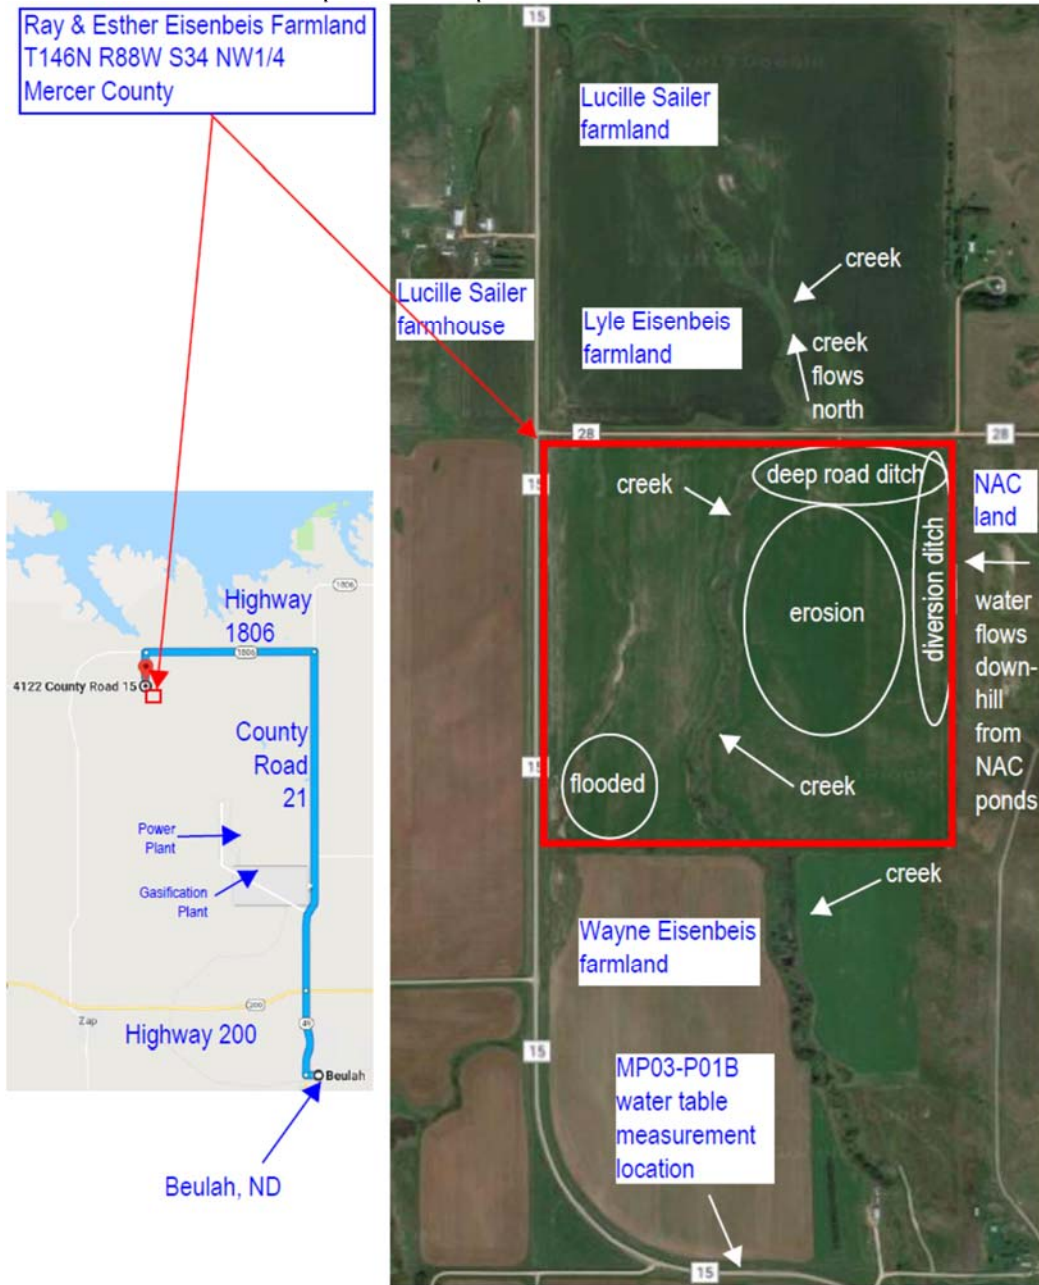 Ray & Esther Eisenbeis Farmland
T146N R88W S34 NW1/4
Mercer County
15
Lucille Sailer
farmland
creek
Lucille Sailer
farmhouse
Lyle Eisenbeis
farmland
creek
flows
north
28
28
15
creek
deep road ditch
NAC
land
diversion ditch
erosion
water
flows
down-
hill
from
NAC
ponds
15
flooded
creek
creek
Wayne Eisenbeis
farmland
15
MP03-P01B
water table
measurement
location
15
1806
Highway
1806
1806
4122 County Road 15
County
Road
21
Power
Plant
Gasification
Plant
200
Zap
Highway 200
49
Beulah
Beulah, ND